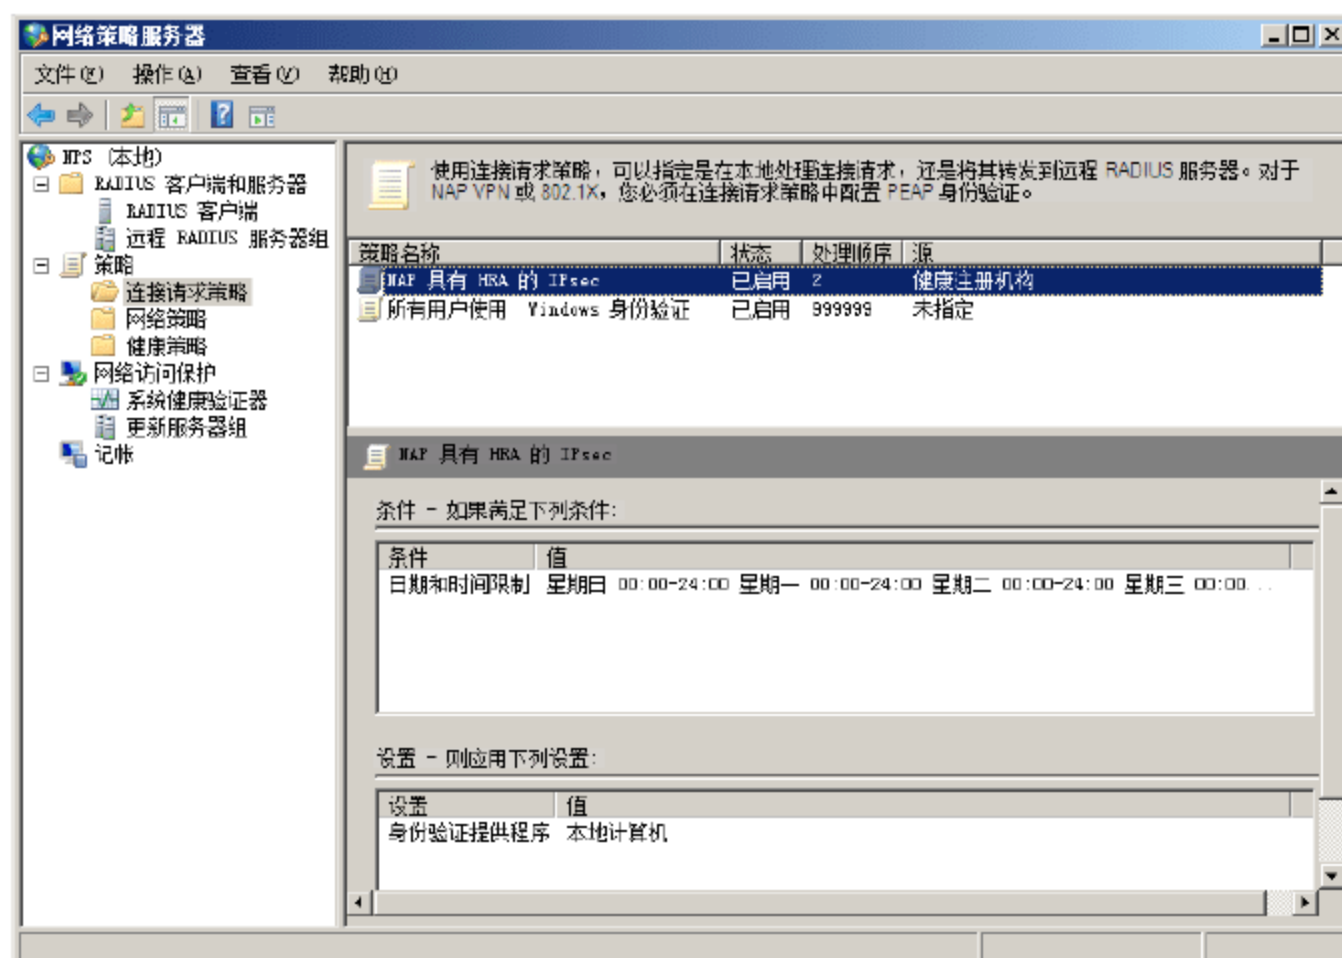 网络策略服务器
文件(F) 操作(A) 查看(V) 帮助(H)
NPS (本地)
RADIUS 客户端和服务器
RADIUS 客户端
远程 RADIUS 服务器组
策略
连接请求策略
网络策略
健康策略
网络访问保护
系统健康验证器
更新服务器组
记帐
使用连接请求策略，可以指定是在本地处理连接请求，还是将其转发到远程 RADIUS 服务器。对于
NAP VPN 或 802.1X，您必须在连接请求策略中配置 PEAP 身份验证。
策略名称 状态 处理顺序 源
NAP 具有 HRA 的 IPsec 已启用 2 健康注册机构
所有用户使用 Windows 身份验证 已启用 999999 未指定
NAP 具有 HRA 的 IPsec
条件 - 如果满足下列条件:
条件 值
日期和时间限制 星期日 00:00-24:00 星期一 00:00-24:00 星期二 00:00-24:00 星期三 00:00...
设置 - 则应用下列设置:
设置 值
身份验证提供程序 本地计算机